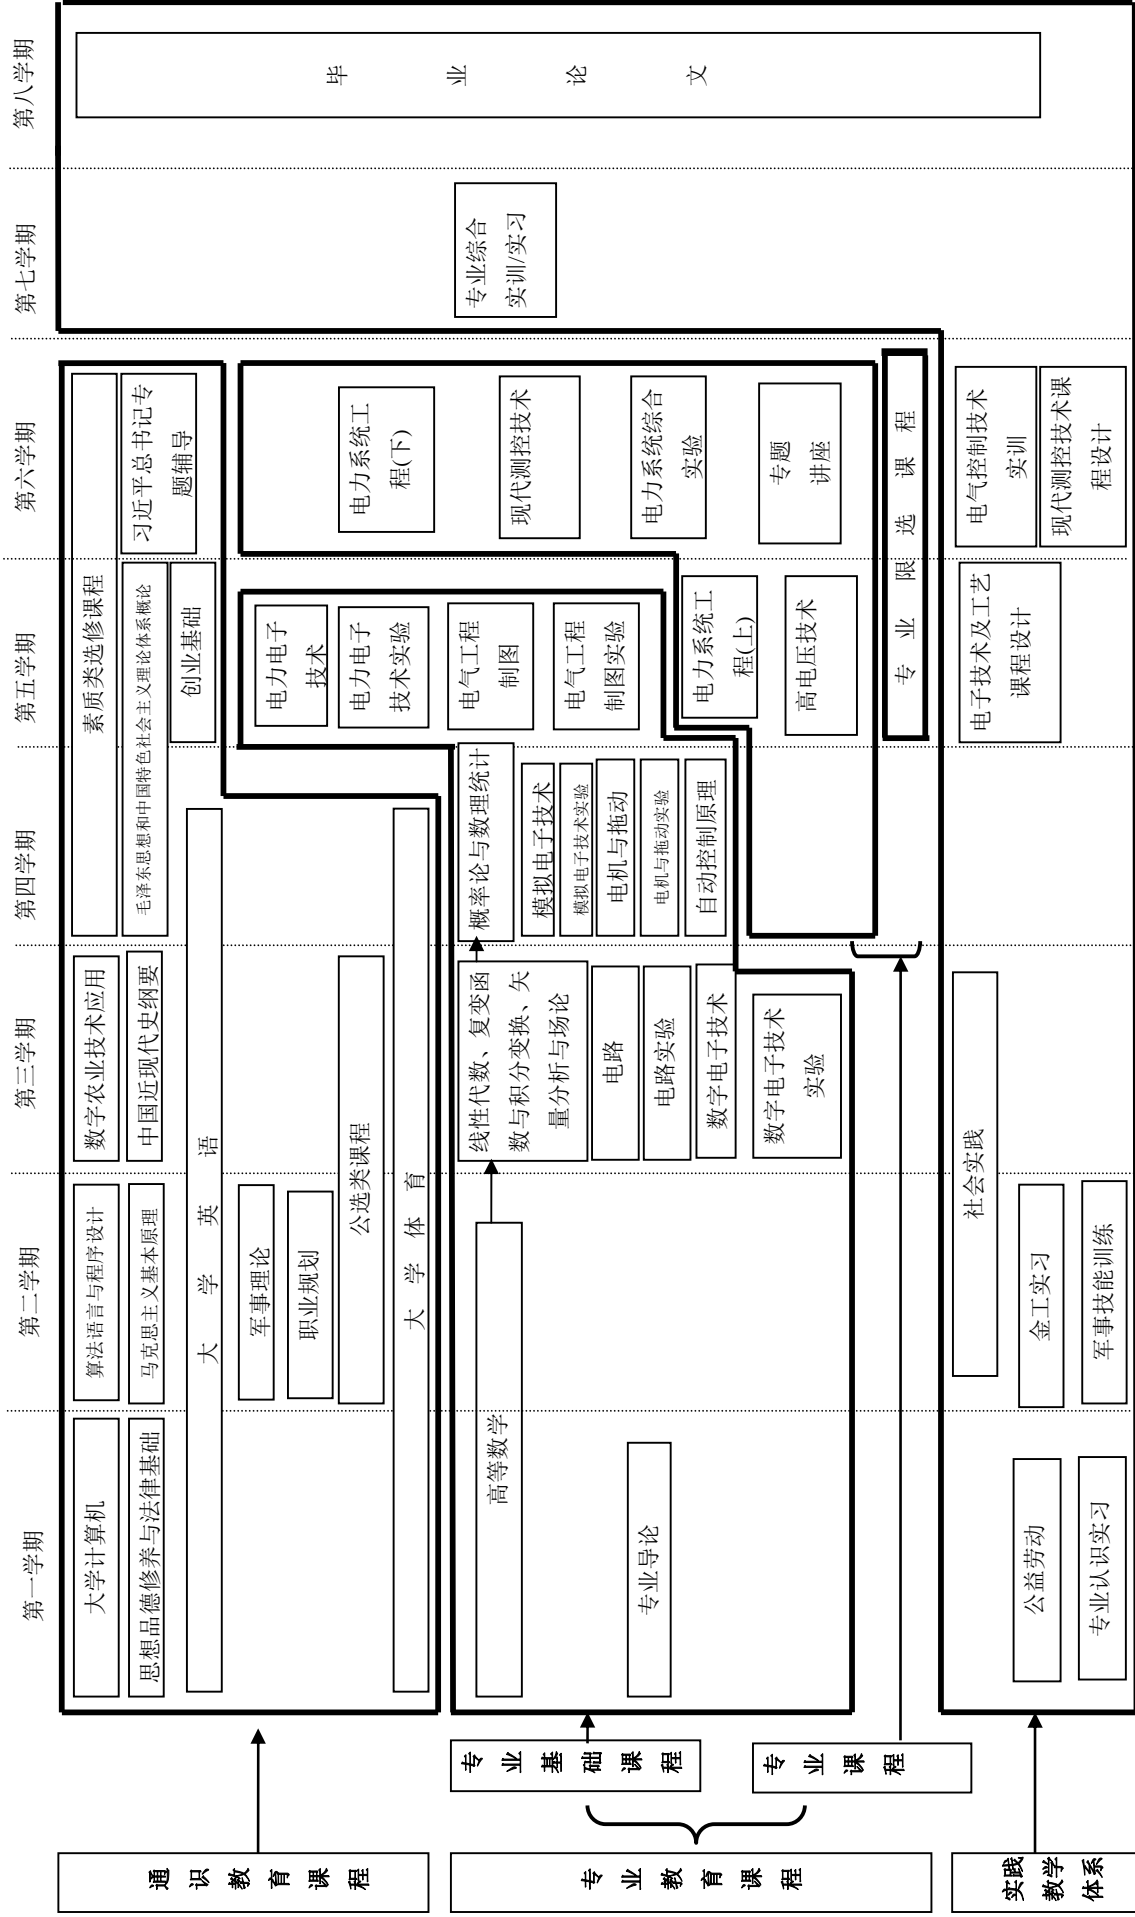 第一学期
第二学期
第三学期
第四学期
第五学期
第六学期
第七学期
第八学期
通识教育课程
大学计算机
算法语言与程序设计
数字农业技术应用
素质类选修课程
思想品德修养与法律基础
马克思主义基本原理
中国近现代史纲要
毛泽东思想和中国特色社会主义理论体系概论
习近平总书记专
题辅导
创业基础
大学英语
军事理论
职业规划
公选类课程
大学体育
专业教育课程
专业基础课程
专业课程
高等数学
专业导论
线性代数、复变函
数与积分变换、矢
量分析与场论
电路
电路实验
数字电子技术
数字电子技术
实验
概率论与数理统计
模拟电子技术
模拟电子技术实验
电机与拖动
电机与拖动实验
自动控制原理
电力电子
技术
电力电子
技术实验
电气工程
制图
电气工程
制图实验
电力系统工
程(上)
高电压技术
电力系统工
程(下)
现代测控技术
电力系统综合
实验
专题
讲座
专业限选课程
专业综合
实训/实习
毕业论文
实践
教学
体系
公益劳动
专业认识实习
社会实践
金工实习
军事技能训练
电子技术及工艺
课程设计
电气控制技术
实训
现代测控技术课
程设计